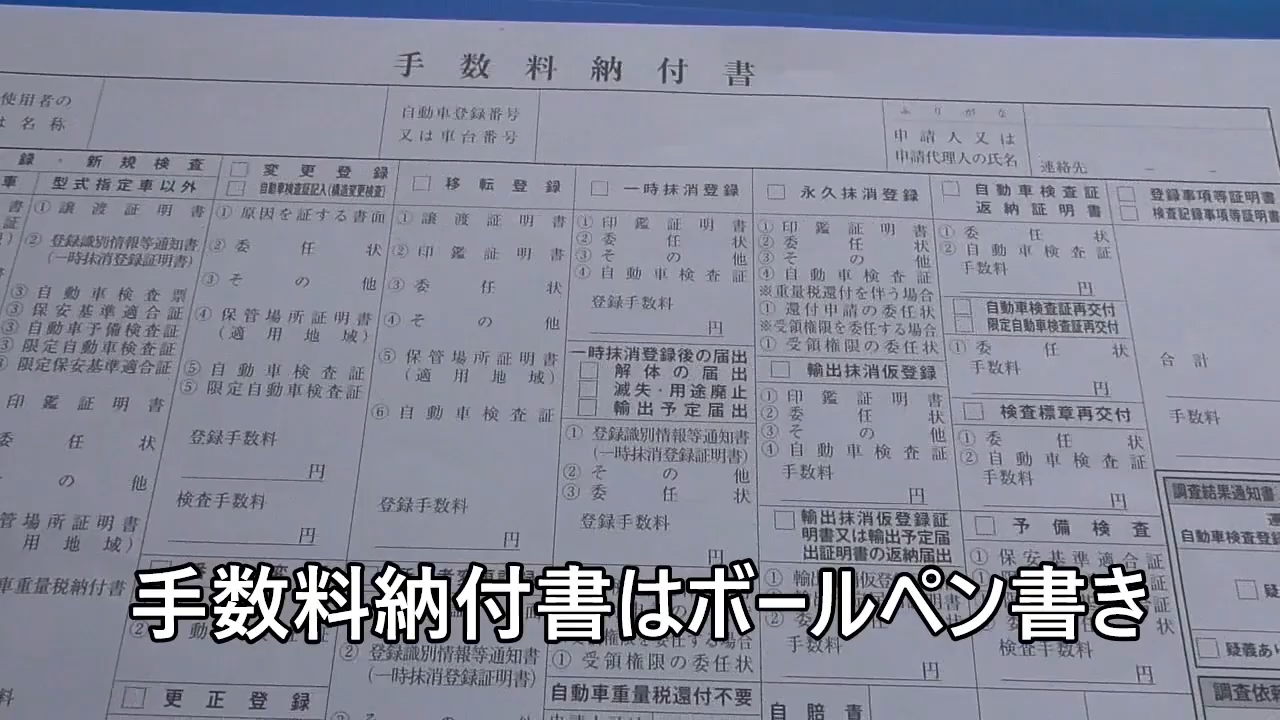 手数料納付書
使用者の
は名称
自動車登録番号
又は車台番号
ふりがな
申請人又は
申請代理人の氏名
連絡先 － －
録・新規検査
車
型式指定車以外
①譲渡証明書
②登録識別情報等通知書
(一時抹消登録証明書)
③自動車検査票
③保安基準適合証
③自動車予備検査証
③限定自動車検査証
限定保安基準適合証
印鑑証明書
委任状
の他
管場所証明書
用地域)
車重量税納付書
□変更登録
□自動車検査証記入(構造変更検査)
①原因を証する書面
②委任状
③その他
④保管場所証明書
(適用地域)
⑤自動車検査証
⑤限定自動車検査証
登録手数料
円
検査手数料
円
□更正登録
□移転登録
①譲渡証明書
②印鑑証明書
③委任状
④その他
⑤保管場所証明書
(適用地域)
⑥自動車検査証
登録手数料
円
②登録識別情報等通知書
(一時抹消登録証明書)
□一時抹消登録
①印鑑証明書
②委任状
③その他
④自動車検査証
登録手数料
円
一時抹消登録後の届出
□解体の届出
□滅失・用途廃止
□輸出予定届出
①登録識別情報等通知書
(一時抹消登録証明書)
②その他
③委任状
登録手数料
円
①受領権限の委任状
自動車重量税還付不要
□永久抹消登録
①印鑑証明書
②委任状
③その他
④自動車検査証
※重量税還付を伴う場合
①還付申請の委任状
※受領権限を委任する場合
①受領権限の委任状
□輸出抹消仮登録
①印鑑証明書
②委任状
③その他
④自動車検査証
手数料
円
□輸出抹消仮登録証
明書又は輸出予定届
出証明書の返納届出
手数料
円
自賠責
□自動車検査証
返納証明書
①委任状
②自動車検査証
手数料
円
□自動車検査証再交付
□限定自動車検査証再交付
①委任状
手数料
円
□検査標章再交付
①委任状
②自動車検査証
手数料
円
□予備検査
①保安基準適合証
検査手数料
円
□登録事項等証明書
□検査記録事項等証明書
合計
手数料
調査結果通知書
自動車検査登録
□疑
□疑義あり
調査依頼
手数料納付書はボールペン書き